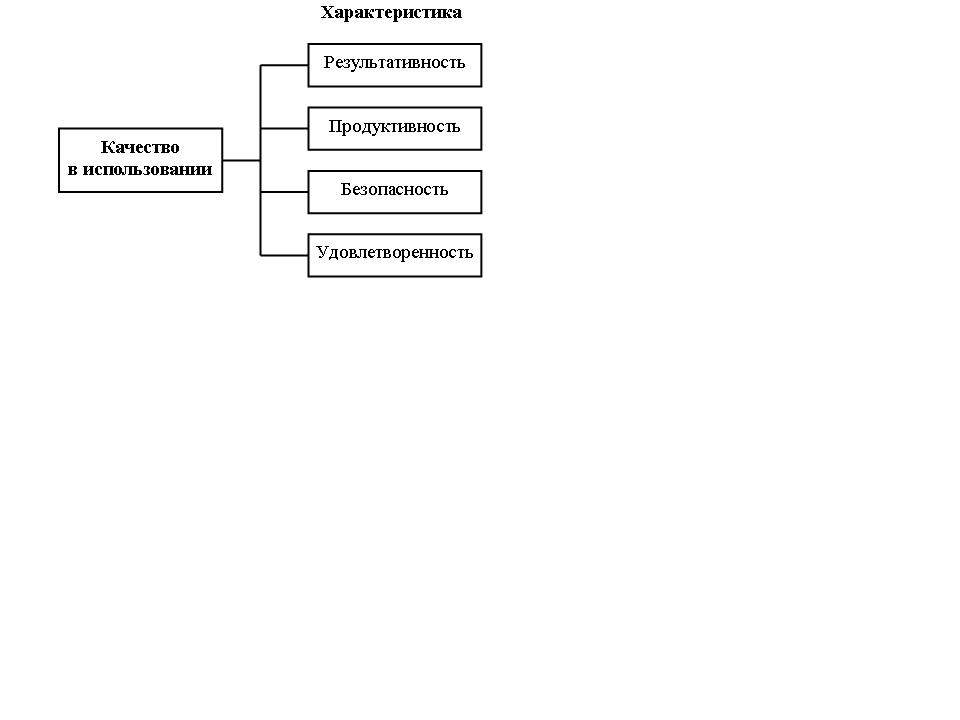 Характеристика
Результативность
Продуктивность
Качество
в использовании
Безопасность
Удовлетворенность